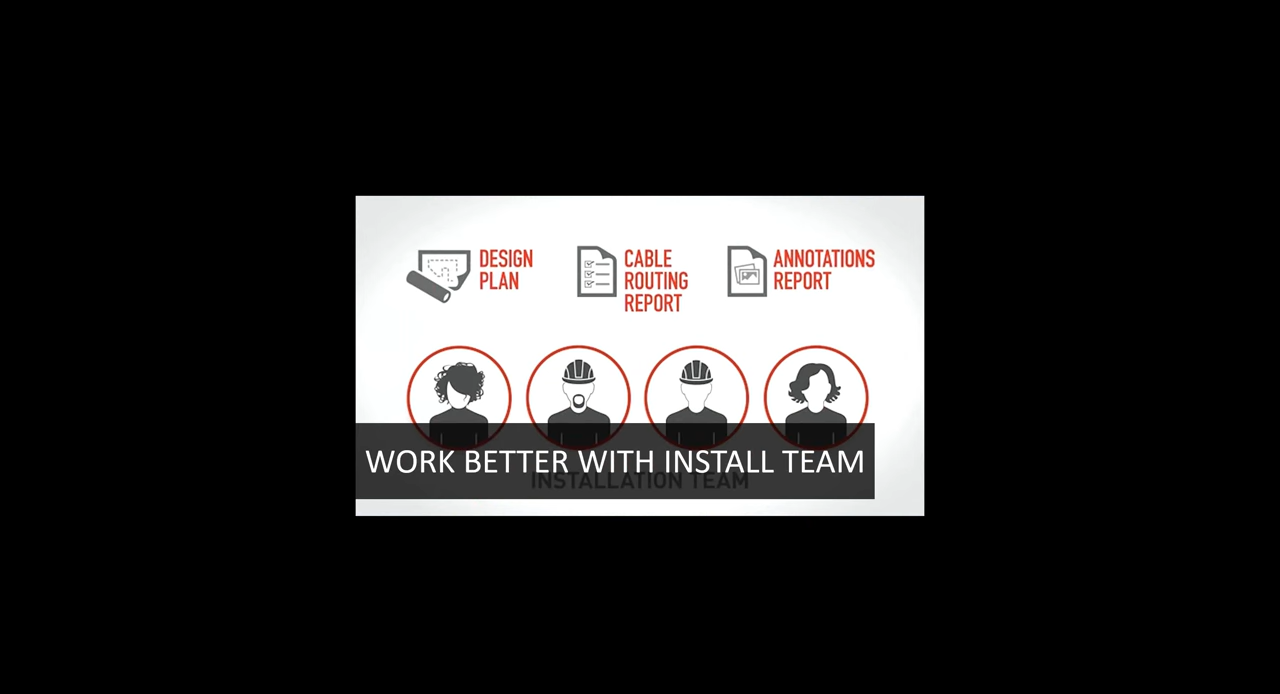 DESIGN
PLAN
CABLE
ROUTING
REPORT
ANNOTATIONS
REPORT
WORK BETTER WITH INSTALL TEAM
INSTALLATION TEAM